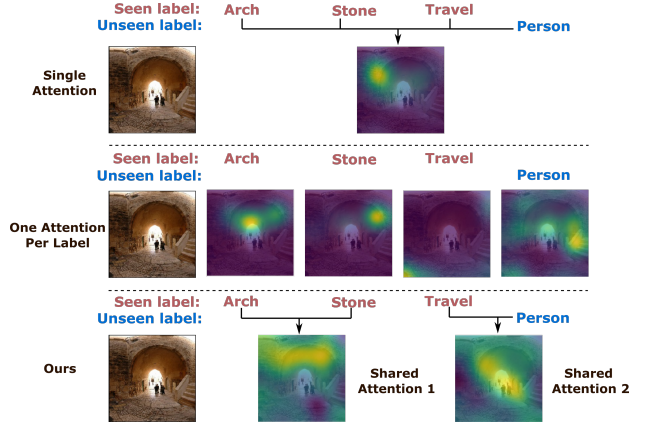 Seen label: Arch Stone Travel
Unseen label: Person
Single
Attention
Seen label: Arch Stone Travel
Unseen label: Person
One Attention
Per Label
Seen label: Arch Stone Travel
Unseen label: Person
Ours
Shared
Attention 1
Shared
Attention 2